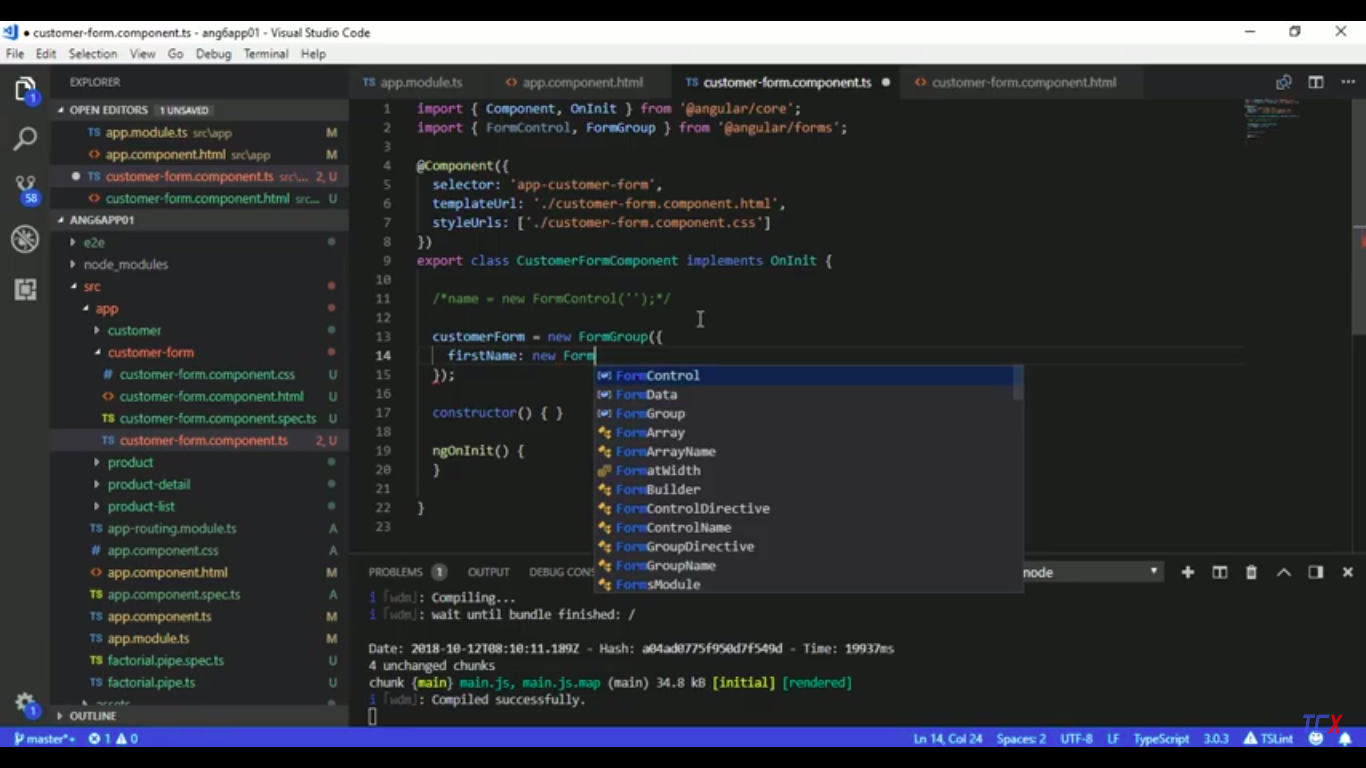 customer-form.component.ts - ang6app01 - Visual Studio Code
File Edit Selection View Go Debug Terminal Help
EXPLORER
OPEN EDITORS 1 UNSAVED
TS app.module.ts src\app M
<> app.component.html src\app M
TS customer-form.component.ts src\... 2, U
<> customer-form.component.html src... U
ANG6APP01
e2e
node_modules
src
app
customer
customer-form
# customer-form.component.css U
<> customer-form.component.html U
TS customer-form.component.spec.ts U
TS customer-form.component.ts 2, U
product
product-detail
product-list
TS app-routing.module.ts A
# app.component.css A
<> app.component.html M
TS app.component.spec.ts A
TS app.component.ts M
TS app.module.ts M
TS factorial.pipe.spec.ts U
TS factorial.pipe.ts U
assets
OUTLINE
1
58
1
TS app.module.ts <> app.component.html TS customer-form.component.ts <> customer-form.component.html
1 import { Component, OnInit } from '@angular/core';
2 import { FormControl, FormGroup } from '@angular/forms';
3
4 @Component({
5 selector: 'app-customer-form',
6 templateUrl: './customer-form.component.html',
7 styleUrls: ['./customer-form.component.css']
8 })
9 export class CustomerFormComponent implements OnInit {
10
11 /*name = new FormControl('');*/
12
13 customerForm = new FormGroup({
14 firstName: new Form
15 });
16
17 constructor() { }
18
19 ngOnInit() {
20 }
21
22 }
23
FormControl
FormData
FormGroup
FormArray
FormArrayName
FormatWidth
FormBuilder
FormControlDirective
FormControlName
FormGroupDirective
FormGroupName
FormsModule
PROBLEMS 1 OUTPUT DEBUG CONS node
i ｢wdm｣: Compiling...
i ｢wdm｣: wait until bundle finished: /
Date: 2018-10-12T08:10:11.189Z - Hash: a04ad0775f950d7f549d - Time: 19937ms
4 unchanged chunks
chunk {main} main.js, main.js.map (main) 34.8 kB [initial] [rendered]
i ｢wdm｣: Compiled successfully.
TCX
master*+ 1 0 Ln 14, Col 24 Spaces: 2 UTF-8 LF TypeScript 3.0.3 TSLint